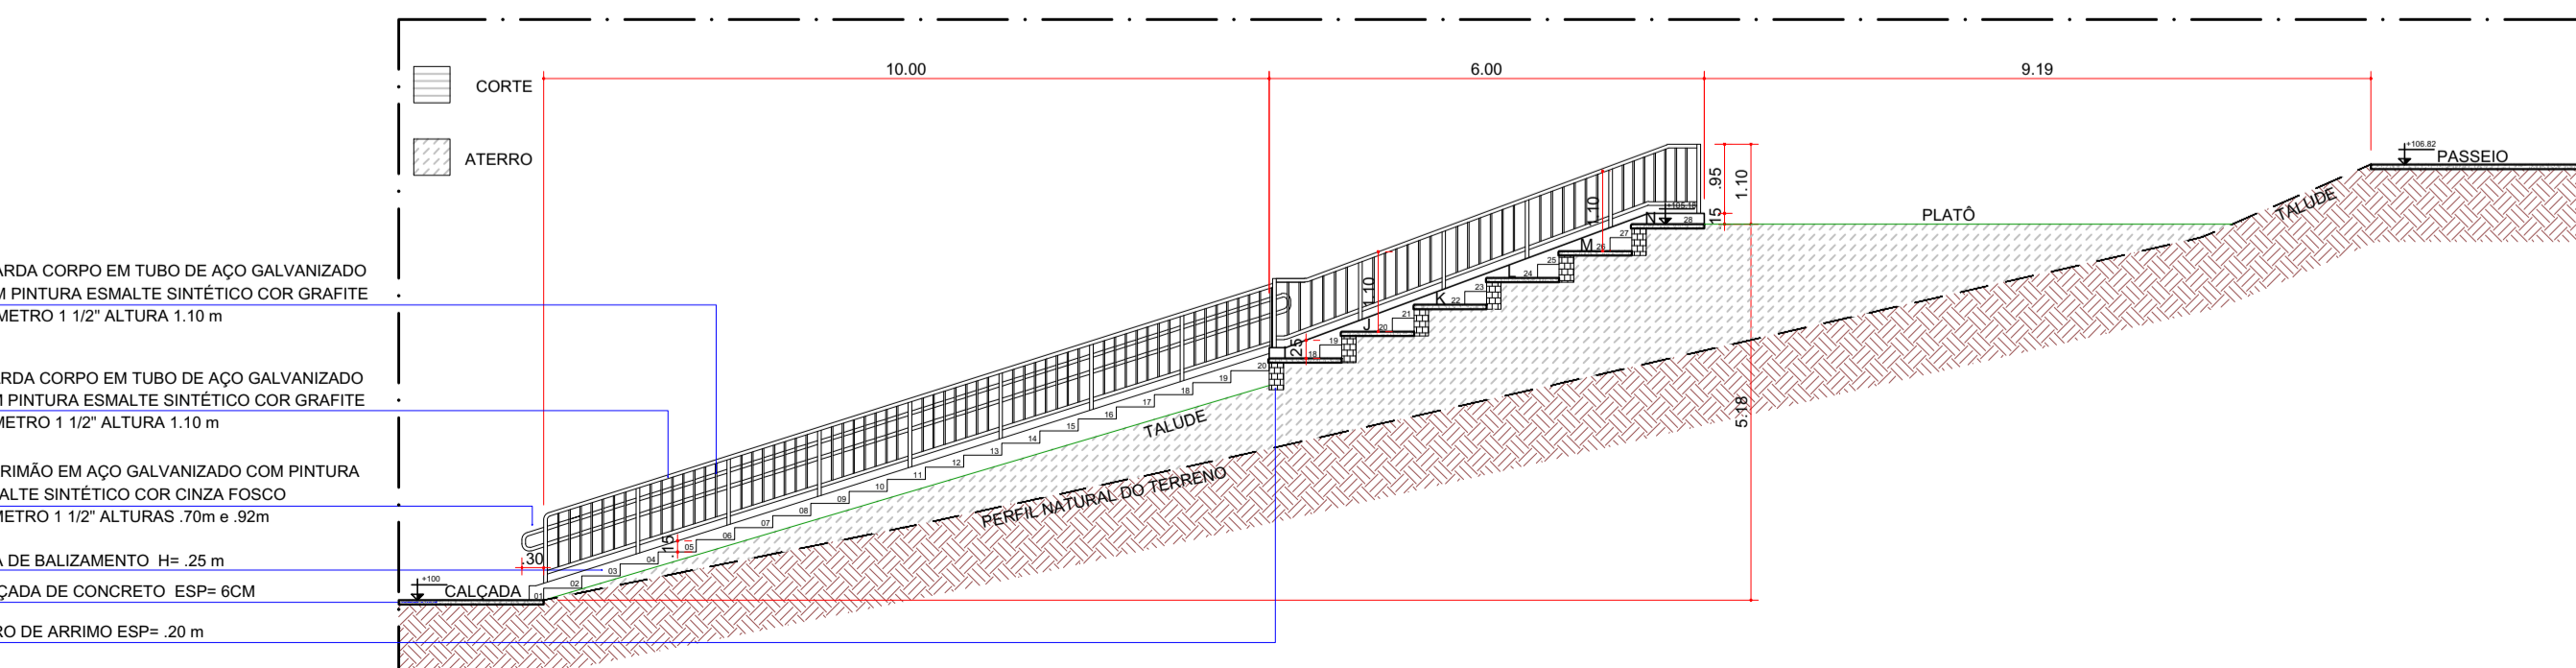 10.00
6.00
9.19
CORTE
ATERRO
+106.82
PASSEIO
.95
1.10
.15
TALUDE
PLATÔ
N
28
1.10
27
M
26
25
L
24
23
K
22
21
J
20
19
18
.25
1.10
5.18
ARDA CORPO EM TUBO DE AÇO GALVANIZADO
M PINTURA ESMALTE SINTÉTICO COR GRAFITE
METRO 1 1/2" ALTURA 1.10 m
ARDA CORPO EM TUBO DE AÇO GALVANIZADO
M PINTURA ESMALTE SINTÉTICO COR GRAFITE
METRO 1 1/2" ALTURA 1.10 m
RIMÃO EM AÇO GALVANIZADO COM PINTURA
ALTE SINTÉTICO COR CINZA FOSCO
METRO 1 1/2" ALTURAS .70m e .92m
A DE BALIZAMENTO H= .25 m
ÇADA DE CONCRETO ESP= 6CM
RO DE ARRIMO ESP= .20 m
20
19
18
17
16
15
14
13
12
11
10
09
08
07
06
05
04
03
02
01
.15
.30
+100
CALÇADA
TALUDE
PERFIL NATURAL DO TERRENO